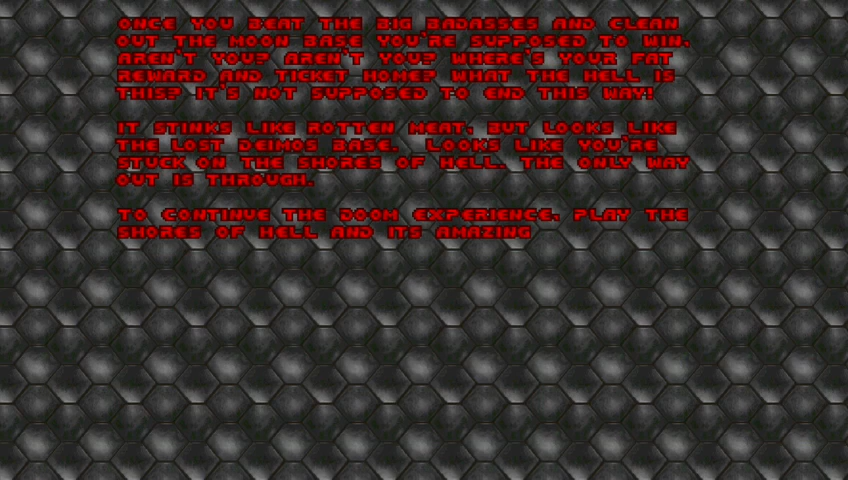 ONCE YOU BEAT THE BIG BADASSES AND CLEAN
OUT THE MOON BASE YOU'RE SUPPOSED TO WIN,
AREN'T YOU? AREN'T YOU? WHERE'S YOUR FAT
REWARD AND TICKET HOME? WHAT THE HELL IS
THIS? IT'S NOT SUPPOSED TO END THIS WAY!
IT STINKS LIKE ROTTEN MEAT, BUT LOOKS LIKE
THE LOST DEIMOS BASE. LOOKS LIKE YOU'RE
STUCK ON THE SHORES OF HELL. THE ONLY WAY
OUT IS THROUGH.
TO CONTINUE THE DOOM EXPERIENCE, PLAY THE
SHORES OF HELL AND ITS AMAZING